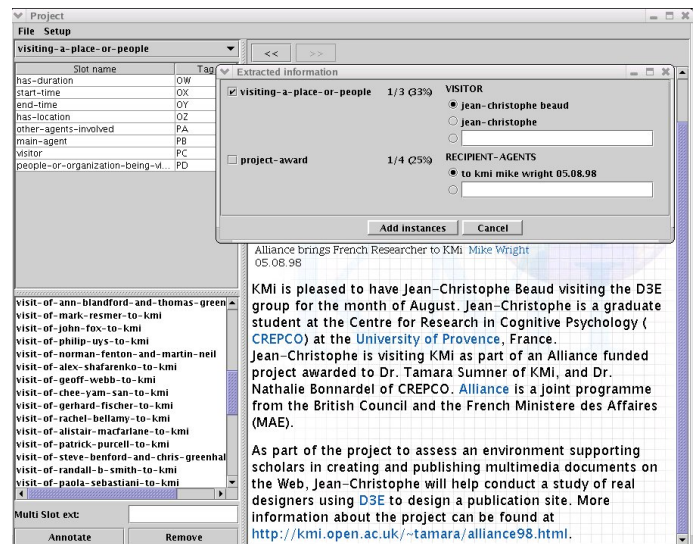 Project
File Setup
visiting-a-place-or-people
Slot name Tag
has-duration OW
start-time OX
end-time OY
has-location OZ
other-agents-involved PA
main-agent PB
visitor PC
people-or-organization-being-vi... PD
<< >>
Extracted information
visiting-a-place-or-people 1/3 (33%)
VISITOR
jean-christophe beaud
jean-christophe
project-award 1/4 (25%)
RECIPIENT-AGENTS
to kmi mike wright 05.08.98
Add instances Cancel
Alliance brings French Researcher to KMi Mike Wright
05.08.98
KMi is pleased to have Jean-Christophe Beaud visiting the D3E
group for the month of August. Jean-Christophe is a graduate
student at the Centre for Research in Cognitive Psychology (
CREPCO) at the University of Provence, France.
Jean-Christophe is visiting KMi as part of an Alliance funded
project awarded to Dr. Tamara Sumner of KMi, and Dr.
Nathalie Bonnardel of CREPCO. Alliance is a joint programme
from the British Council and the French Ministere des Affaires
(MAE).
As part of the project to assess an environment supporting
scholars in creating and publishing multimedia documents on
the Web, Jean-Christophe will help conduct a study of real
designers using D3E to design a publication site. More
information about the project can be found at
http://kmi.open.ac.uk/~tamara/alliance98.html.
visit-of-ann-blandford-and-thomas-green
visit-of-mark-resmer-to-kmi
visit-of-john-fox-to-kmi
visit-of-philip-uys-to-kmi
visit-of-norman-fenton-and-martin-neil
visit-of-alex-shafarenko-to-kmi
visit-of-geoff-webb-to-kmi
visit-of-chee-yam-san-to-kmi
visit-of-gerhard-fischer-to-kmi
visit-of-rachel-bellamy-to-kmi
visit-of-alistair-macfarlane-to-kmi
visit-of-patrick-purcell-to-kmi
visit-of-steve-benford-and-chris-greenhal
visit-of-randall-b-smith-to-kmi
visit-of-paola-sebastiani-to-kmi
Multi Slot ext:
Annotate Remove